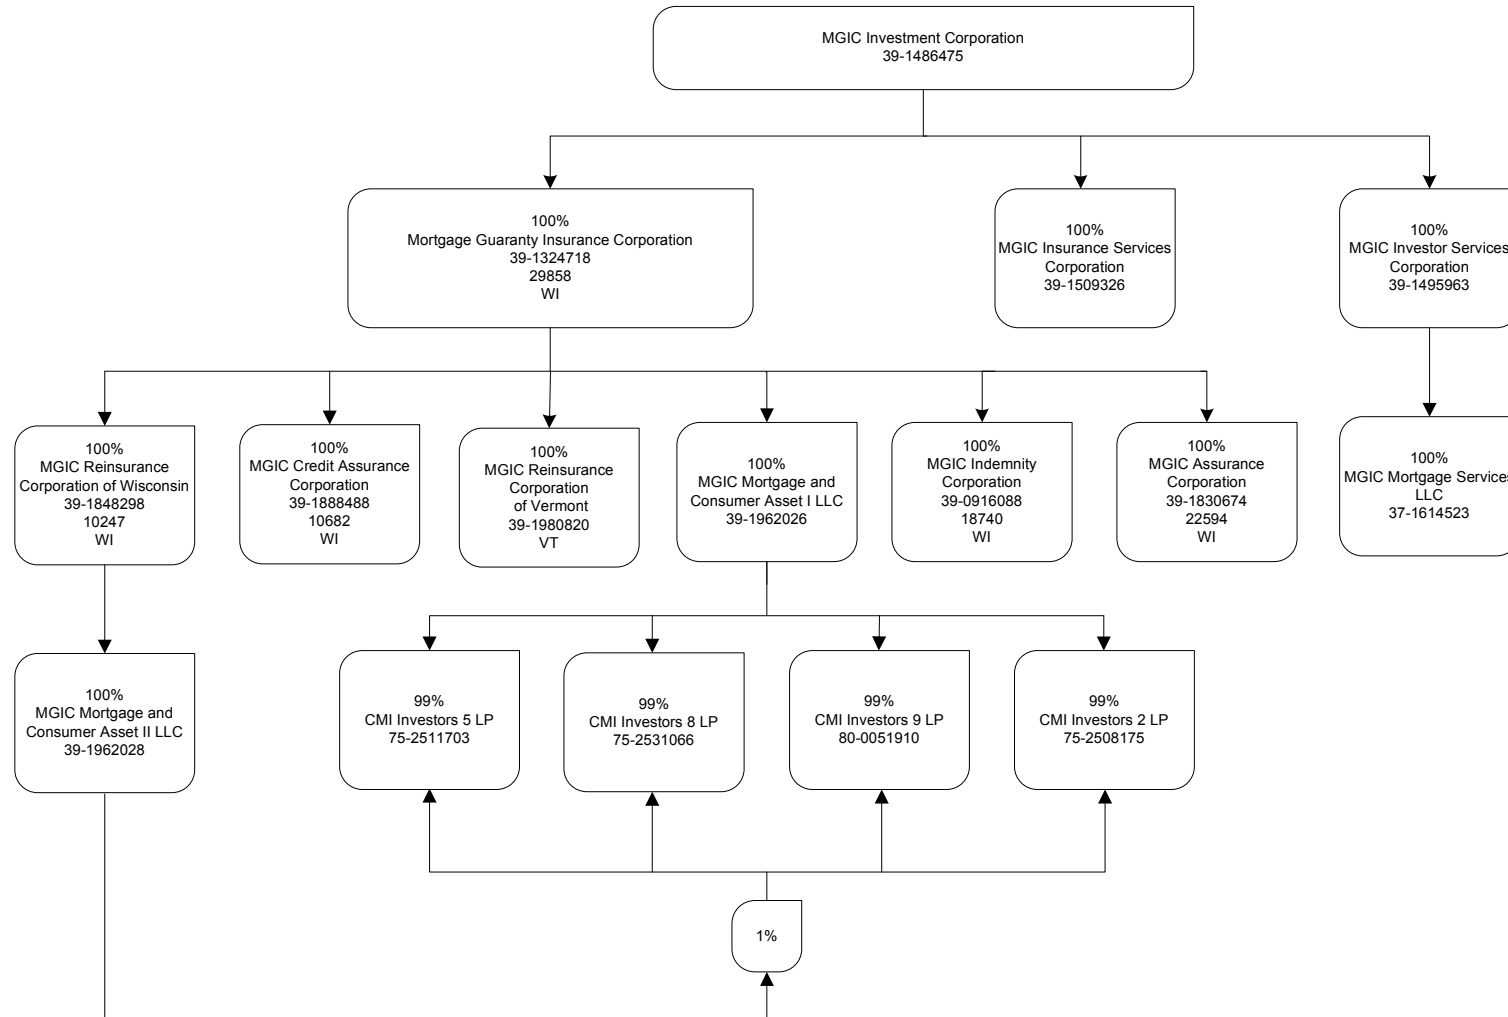 MGIC Investment Corporation
39-1486475
100%
Mortgage Guaranty Insurance Corporation
39-1324718
29858
WI
100%
MGIC Insurance Services
Corporation
39-1509326
100%
MGIC Investor Services
Corporation
39-1495963
100%
MGIC Reinsurance
Corporation of Wisconsin
39-1848298
10247
WI
100%
MGIC Credit Assurance
Corporation
39-1888488
10682
WI
100%
MGIC Reinsurance
Corporation
of Vermont
39-1980820
VT
100%
MGIC Mortgage and
Consumer Asset I LLC
39-1962026
100%
MGIC Indemnity
Corporation
39-0916088
18740
WI
100%
MGIC Assurance
Corporation
39-1830674
22594
WI
100%
MGIC Mortgage Services
LLC
37-1614523
100%
MGIC Mortgage and
Consumer Asset II LLC
39-1962028
99%
CMI Investors 5 LP
75-2511703
99%
CMI Investors 8 LP
75-2531066
99%
CMI Investors 9 LP
80-0051910
99%
CMI Investors 2 LP
75-2508175
1%